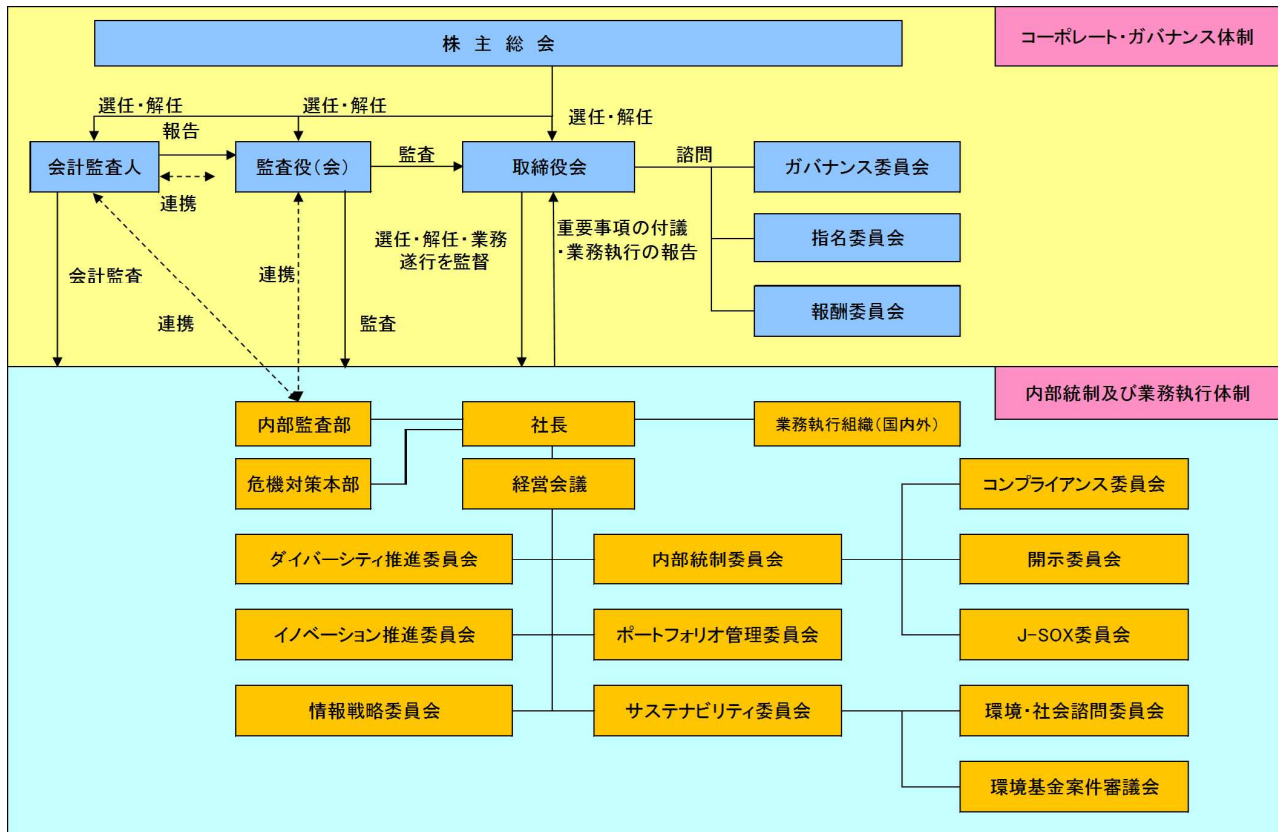 株 主 総 会
コーポレート・ガバナンス体制
選任・解任
選任・解任
選任・解任
報告
会計監査人
監査役(会)
監査
取締役会
諮問
ガバナンス委員会
連携
指名委員会
重要事項の付議
・業務執行の報告
選任・解任・業務
遂行を監督
会計監査
連携
報酬委員会
連携
監査
内部統制及び業務執行体制
内部監査部
社長
業務執行組織(国内外)
危機対策本部
経営会議
コンプライアンス委員会
ダイバーシティ推進委員会
内部統制委員会
開示委員会
イノベーション推進委員会
ポートフォリオ管理委員会
J-SOX委員会
情報戦略委員会
サステナビリティ委員会
環境・社会諮問委員会
環境基金案件審議会